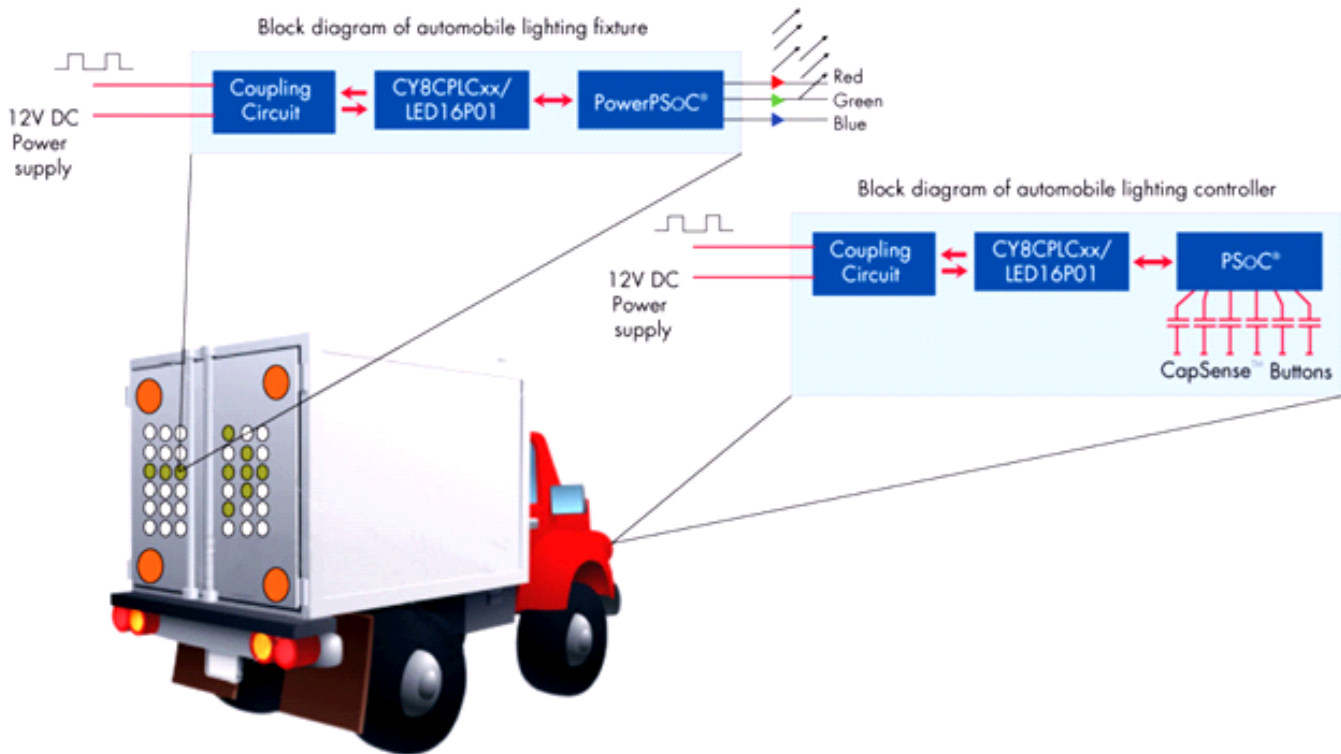 Block diagram of automobile lighting fixture
12V DC
Power
supply
Coupling
Circuit
CY8CPLCxx/
LED16P01
PowerPSoC®
Red
Green
Blue
Block diagram of automobile lighting controller
12V DC
Power
supply
Coupling
Circuit
CY8CPLCxx/
LED16P01
PSoC®
CapSense™ Buttons